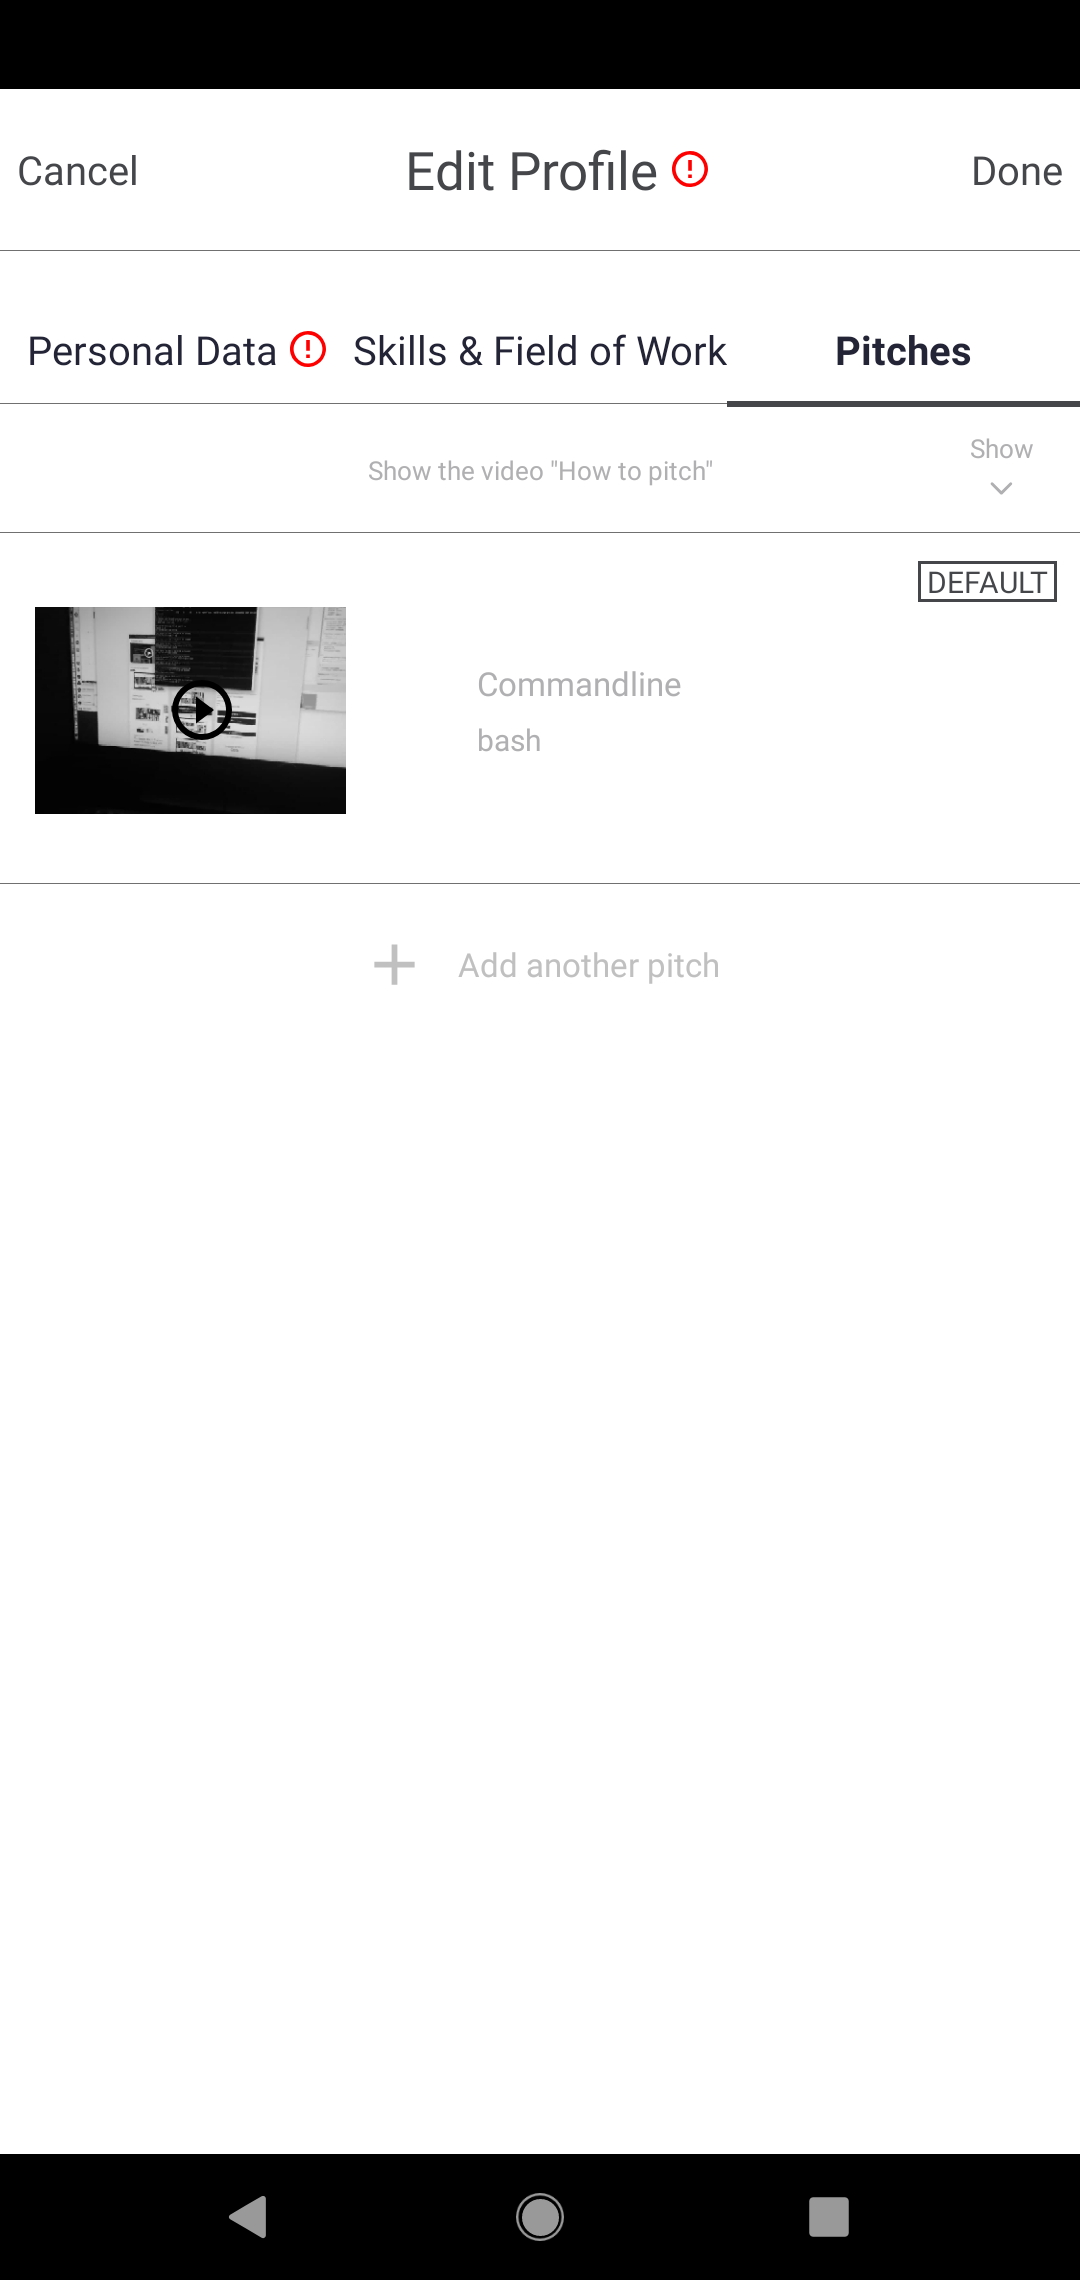 Cancel
Edit Profile
Done
Personal Data
Skills & Field of Work
Pitches
Show the video "How to pitch"
Show
DEFAULT
Commandline
bash
Add another pitch